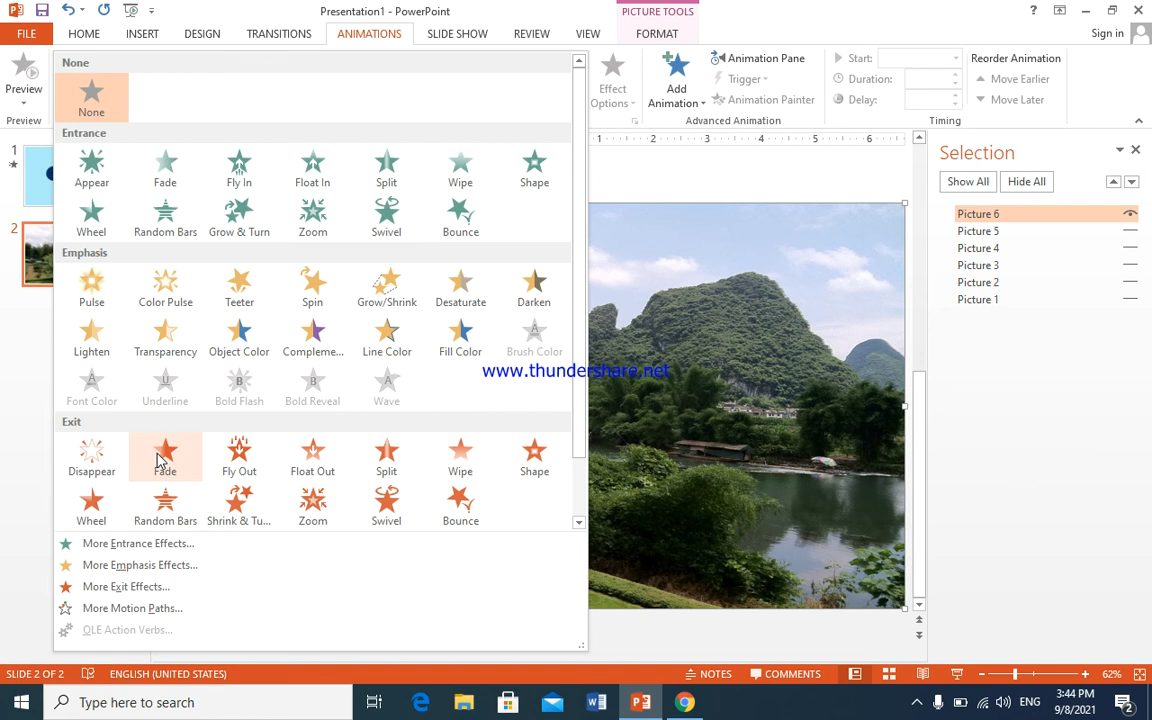 Presentation1 - PowerPoint
PICTURE TOOLS
?
FILE
HOME
INSERT
DESIGN
TRANSITIONS
ANIMATIONS
SLIDE SHOW
REVIEW
VIEW
FORMAT
Sign in
Preview
Preview
None
None
Entrance
Appear
Fade
Fly In
Float In
Split
Wipe
Shape
Wheel
Random Bars
Grow & Turn
Zoom
Swivel
Bounce
Emphasis
Pulse
Color Pulse
Teeter
Spin
Grow/Shrink
Desaturate
Darken
Lighten
Transparency
Object Color
Compleme...
Line Color
Fill Color
Brush Color
Font Color
Underline
Bold Flash
Bold Reveal
Wave
Exit
Disappear
Fade
Fly Out
Float Out
Split
Wipe
Shape
Wheel
Random Bars
Shrink & Tu...
Zoom
Swivel
Bounce
More Entrance Effects...
More Emphasis Effects...
More Exit Effects...
More Motion Paths...
OLE Action Verbs...
Effect
Options
Add
Animation
Animation Pane
Trigger
Animation Painter
Advanced Animation
Start:
Duration:
Delay:
Timing
Reorder Animation
Move Earlier
Move Later
1 2 3 4 5
1
2
www.thundershare.net
Selection
Show All
Hide All
Picture 6
Picture 5
Picture 4
Picture 3
Picture 2
Picture 1
SLIDE 2 OF 2
ENGLISH (UNITED STATES)
NOTES
COMMENTS
62%
Type here to search
ENG
3:44 PM
9/8/2021
2